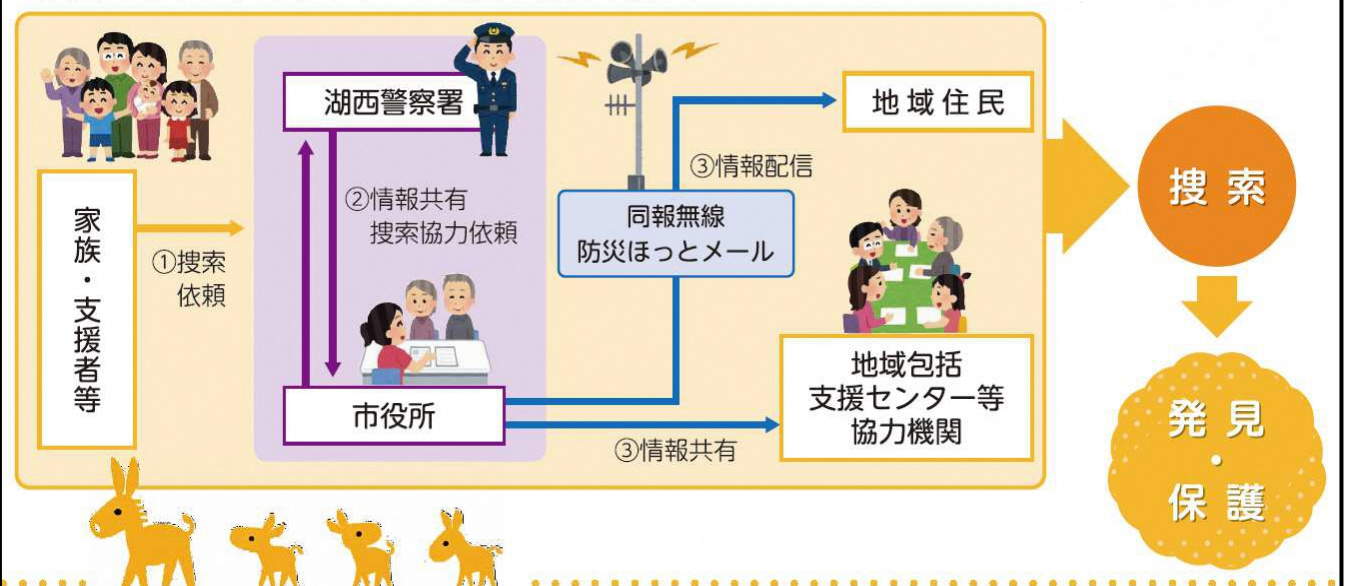 家族・支援者等
①捜索
依頼
湖西警察署
②情報共有
捜索協力依頼
市役所
同報無線
防災ほっとメール
③情報配信
地域住民
③情報共有
地域包括
支援センター等
協力機関
捜索
発見
・
保護